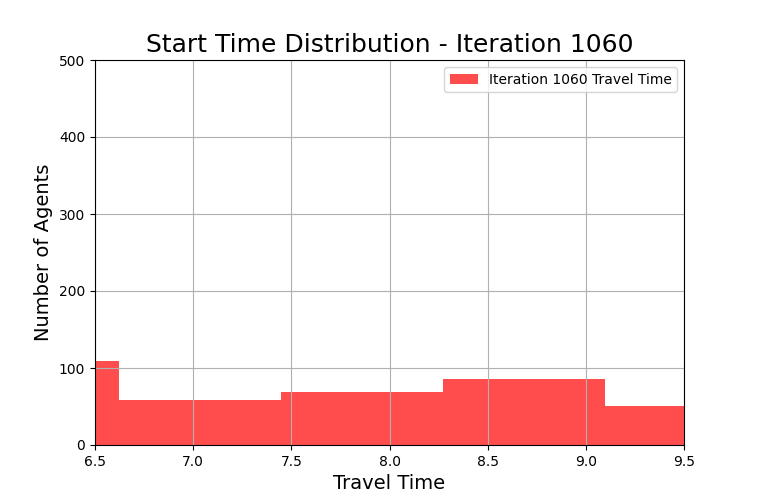 Start Time Distribution - Iteration 1060
Iteration 1060 Travel Time
500
400
300
200
100
0
Number of Agents
6.5 7.0 7.5 8.0 8.5 9.0 9.5
Travel Time